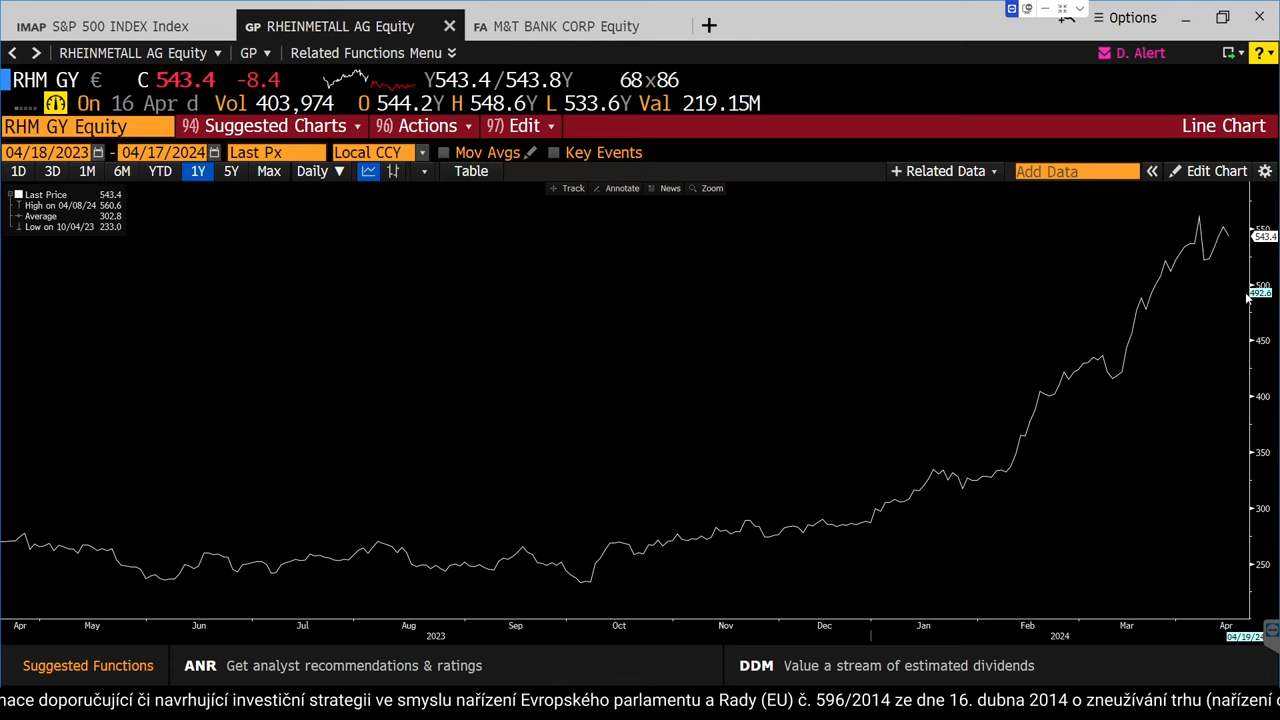 IMAP S&P 500 INDEX Index
GP RHEINMETALL AG Equity
FA M&T BANK CORP Equity
Options
RHEINMETALL AG Equity
GP
Related Functions Menu
D. Alert
?
RHM GY € C 543.4 -8.4 Y543.4/543.8Y 68x86
On 16 Apr d Vol 403,974 O 544.2Y H 548.6Y L 533.6Y Val 219.15M
RHM GY Equity 94) Suggested Charts 96) Actions 97) Edit Line Chart
04/18/2023 - 04/17/2024 Last Px Local CCY Mov Avgs Key Events
1D 3D 1M 6M YTD 1Y 5Y Max Daily ▼ Table + Related Data Add Data « Edit Chart
Track Annotate News Zoom
Last Price 543.4
High on 04/08/24 560.6
Average 302.8
Low on 10/04/23 233.0
550
543.4
500
492.6
450
400
350
300
250
Apr May Jun Jul Aug Sep Oct Nov Dec Jan Feb Mar Apr
2023 2024 04/19/24
Suggested Functions ANR Get analyst recommendations & ratings DDM Value a stream of estimated dividends
mace doporučující či navrhující investiční strategii ve smyslu nařízení Evropského parlamentu a Rady (EU) č. 596/2014 ze dne 16. dubna 2014 o zneužívání trhu (nařízení